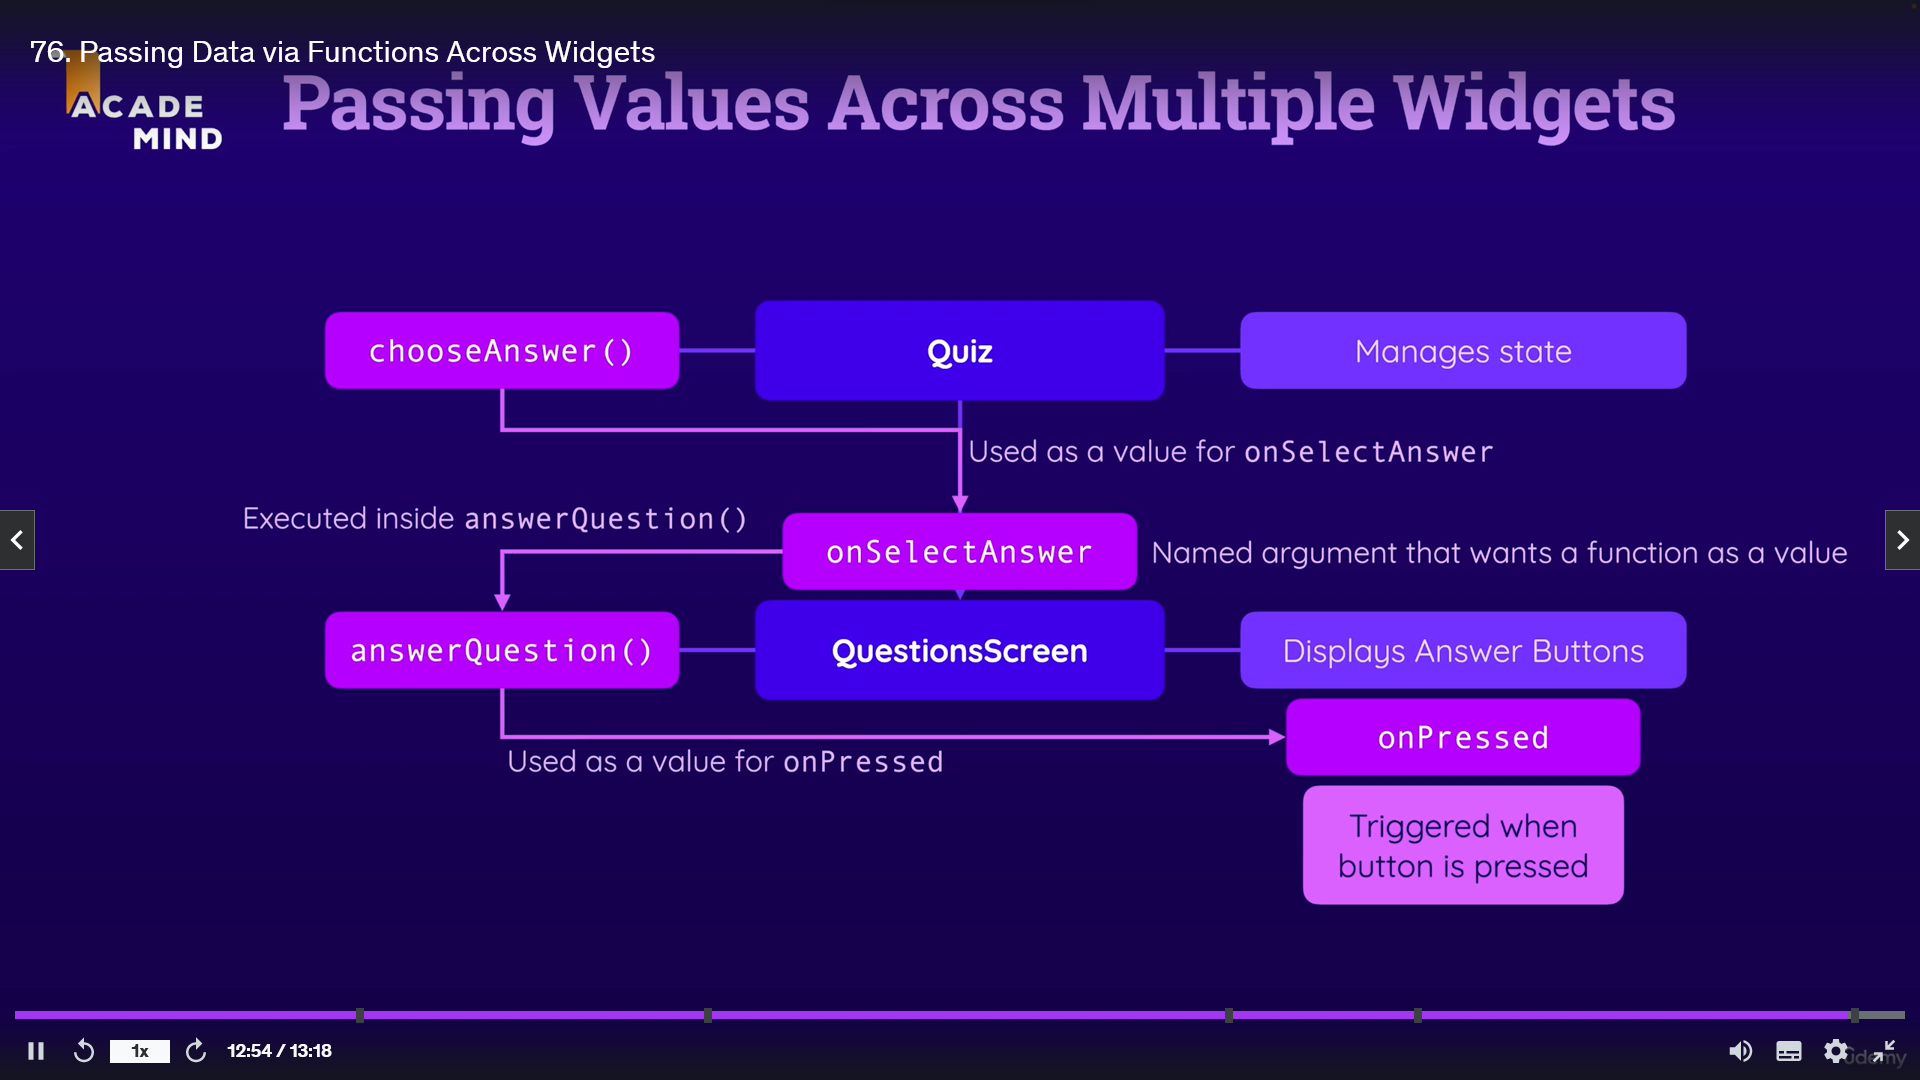 76. Passing Data via Functions Across Widgets
ACADE
MIND
Passing Values Across Multiple Widgets
chooseAnswer()
Quiz
Manages state
Used as a value for onSelectAnswer
Executed inside answerQuestion()
onSelectAnswer
Named argument that wants a function as a value
answerQuestion()
QuestionsScreen
Displays Answer Buttons
onPressed
Used as a value for onPressed
Triggered when
button is pressed
1x
12:54 / 13:18
udemy